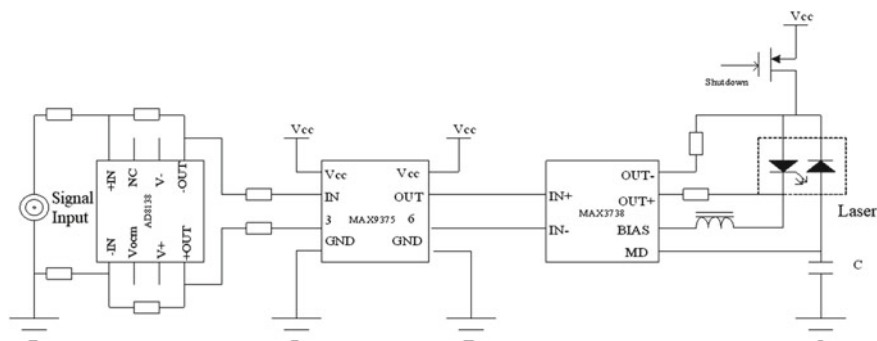 Vcc
Shutdown
Signal
Input
+IN
NC
V-
-OUT
AD8138
-IN
Vocm
V+
+OUT
Vcc
Vcc
Vcc
Vcc
IN
OUT
3
MAX9375
6
GND
GND
OUT-
IN+
OUT+
MAX3738
IN-
BIAS
MD
Laser
C